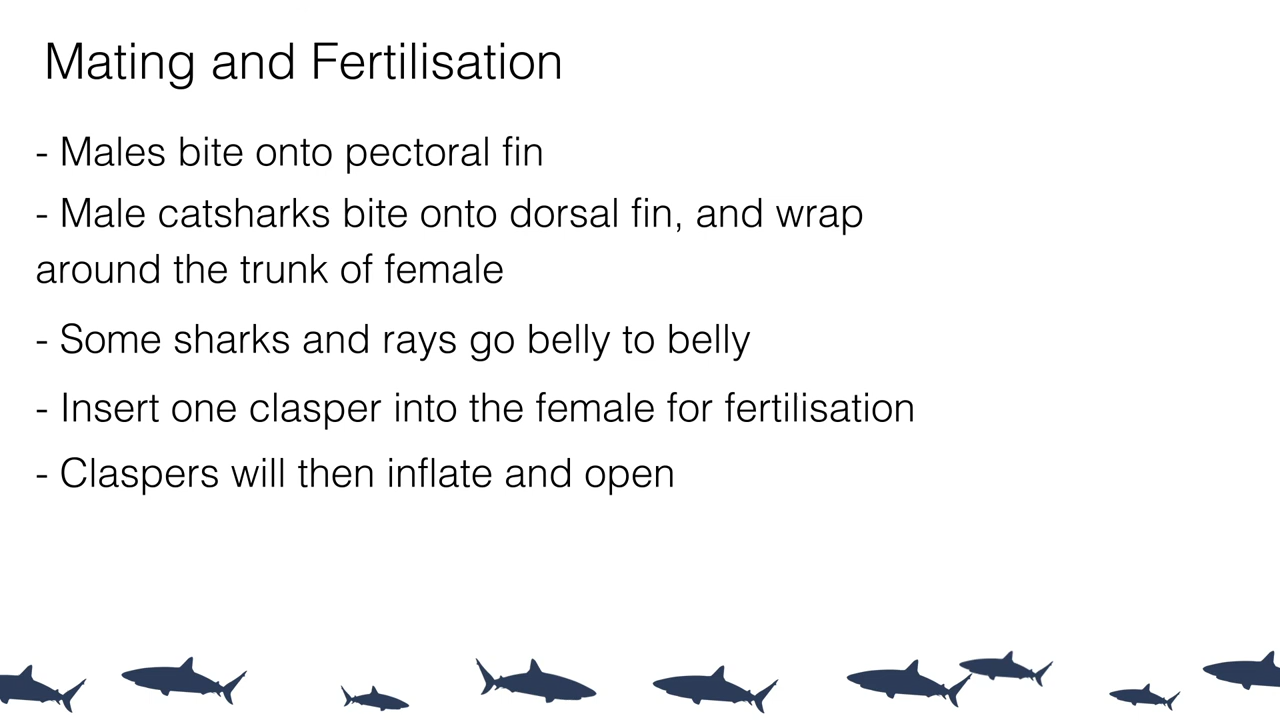 Mating and Fertilisation
- Males bite onto pectoral fin
- Male catsharks bite onto dorsal fin, and wrap
around the trunk of female
- Some sharks and rays go belly to belly
- Insert one clasper into the female for fertilisation
- Claspers will then inflate and open